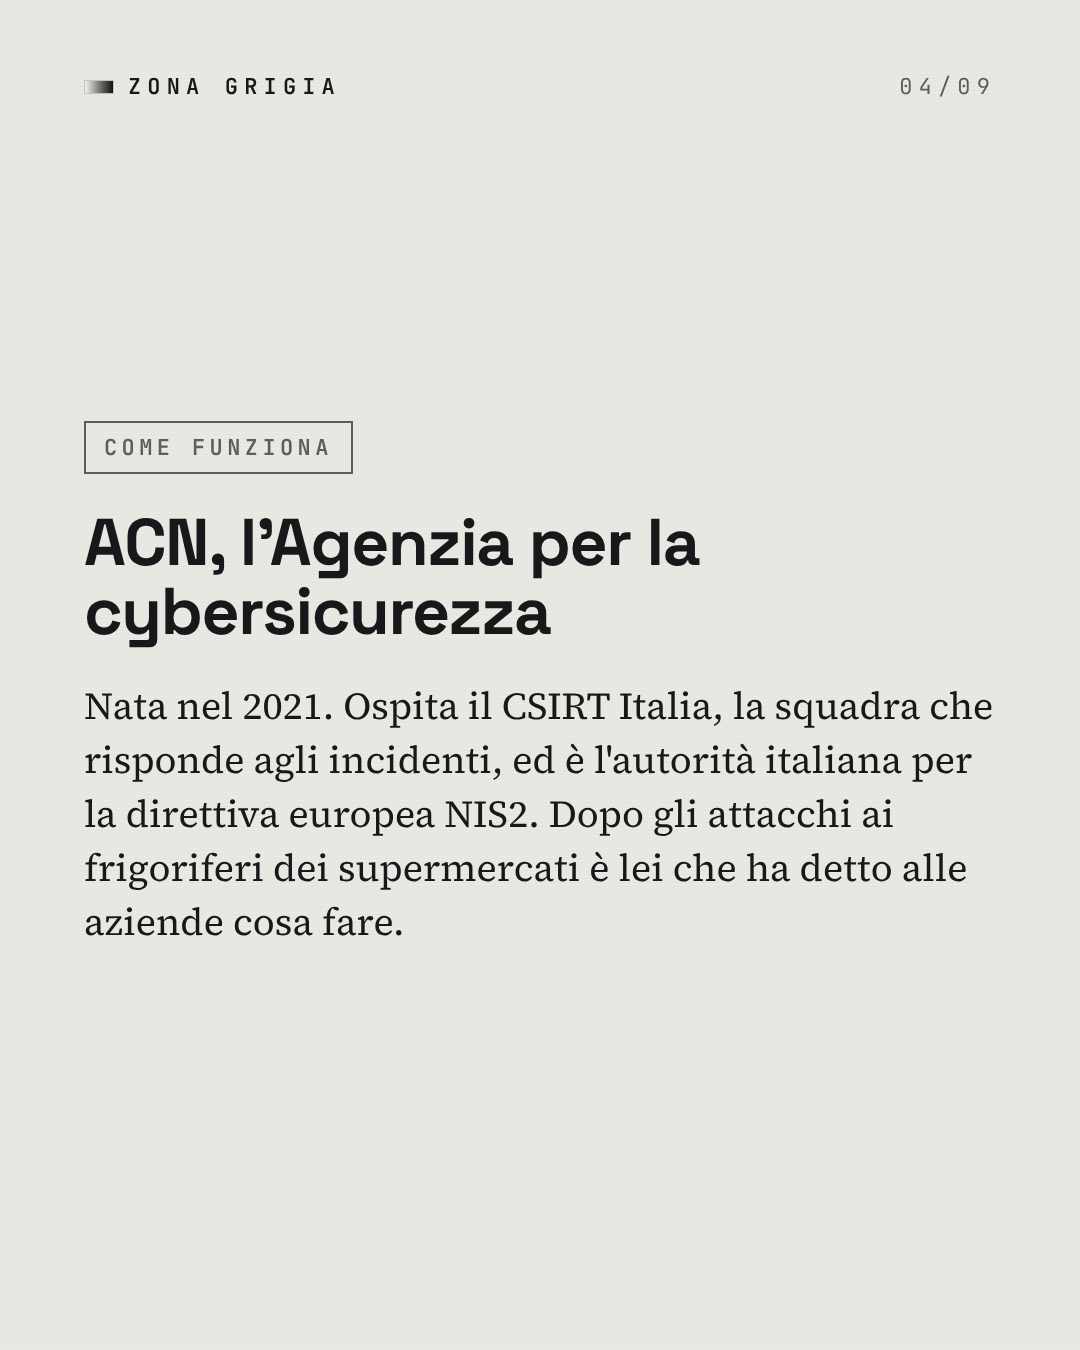 ZONA GRIGIA
04/09
COME FUNZIONA
ACN, l’Agenzia per la
cybersicurezza
Nata nel 2021. Ospita il CSIRT Italia, la squadra che
risponde agli incidenti, ed è l'autorità italiana per
la direttiva europea NIS2. Dopo gli attacchi ai
frigoriferi dei supermercati è lei che ha detto alle
aziende cosa fare.